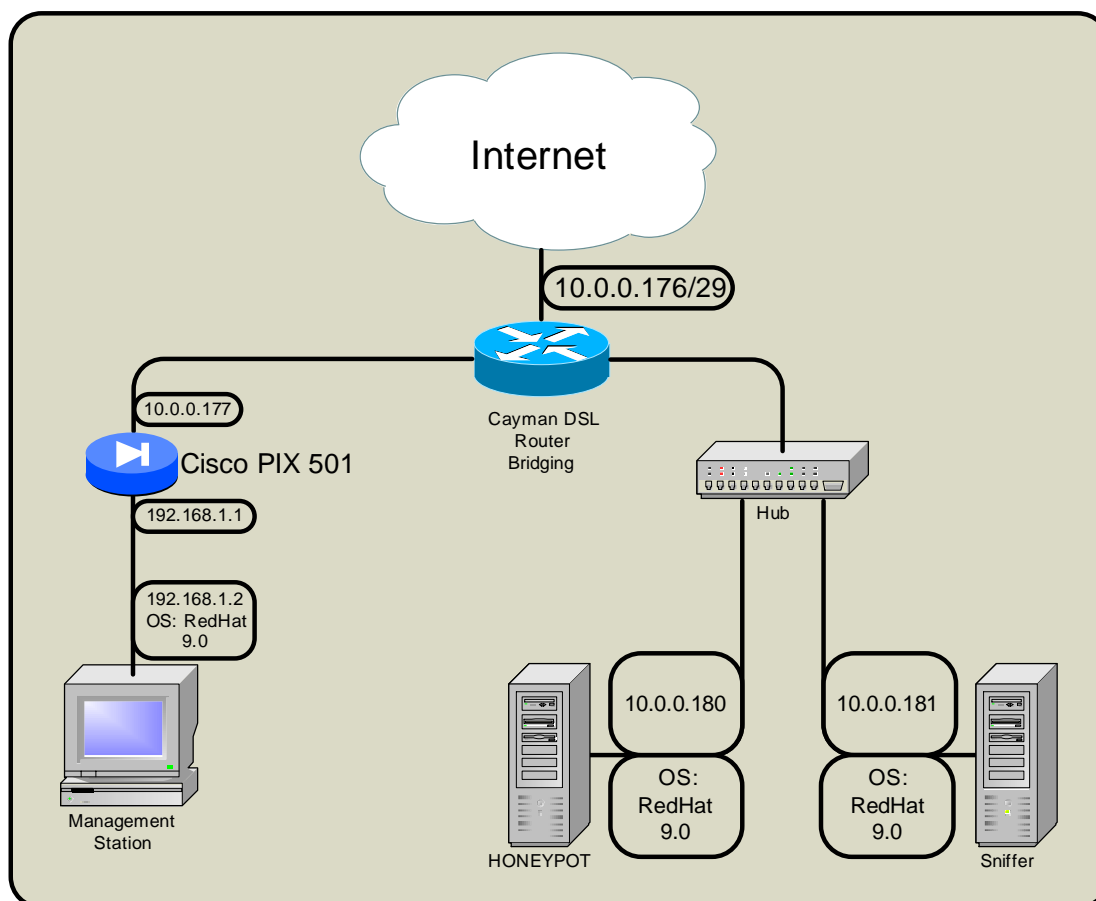 Internet
10.0.0.176/29
Cayman DSL
Router
Bridging
10.0.0.177
Cisco PIX 501
192.168.1.1
192.168.1.2
OS: RedHat
9.0
Management
Station
Hub
10.0.0.180
OS:
RedHat
9.0
HONEYPOT
10.0.0.181
OS:
RedHat
9.0
Sniffer